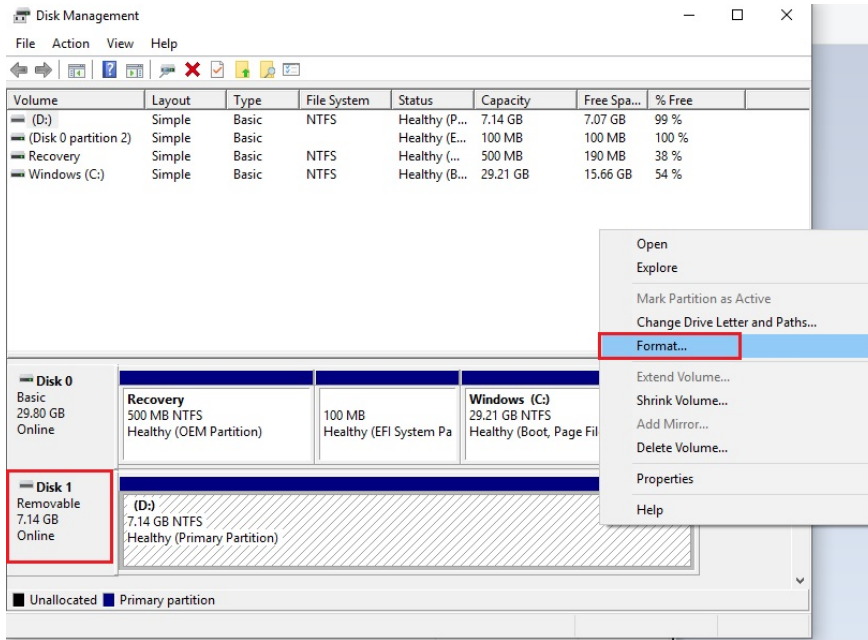 Disk Management
File Action View Help
Volume Layout Type File System Status Capacity Free Spa... % Free
(D:) Simple Basic NTFS Healthy (P... 7.14 GB 7.07 GB 99 %
(Disk 0 partition 2) Simple Basic Healthy (E... 100 MB 100 MB 100 %
Recovery Simple Basic NTFS Healthy (... 500 MB 190 MB 38 %
Windows (C:) Simple Basic NTFS Healthy (B... 29.21 GB 15.66 GB 54 %
Open
Explore
Mark Partition as Active
Change Drive Letter and Paths...
Format...
Extend Volume...
Shrink Volume...
Add Mirror...
Delete Volume...
Properties
Help
Disk 0
Basic
29.80 GB
Online
Recovery
500 MB NTFS
Healthy (OEM Partition)
100 MB
Healthy (EFI System Pa
Windows (C:)
29.21 GB NTFS
Healthy (Boot, Page Fil
Disk 1
Removable
7.14 GB
Online
(D:)
7.14 GB NTFS
Healthy (Primary Partition)
Unallocated Primary partition